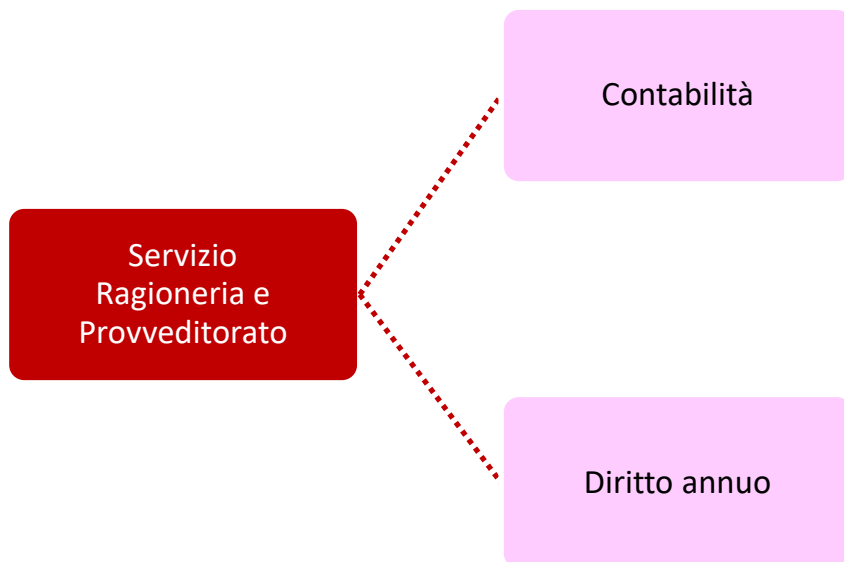 Contabilità
Servizio
Ragioneria e
Provveditorato
Diritto annuo